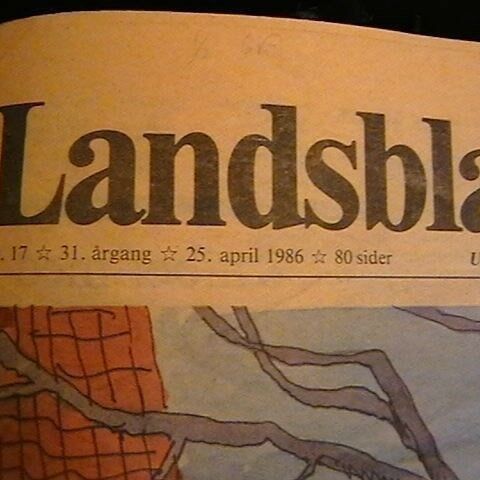 Landsbla
. 17 ☆ 31. årgang ☆ 25. april 1986 ☆ 80 sider U